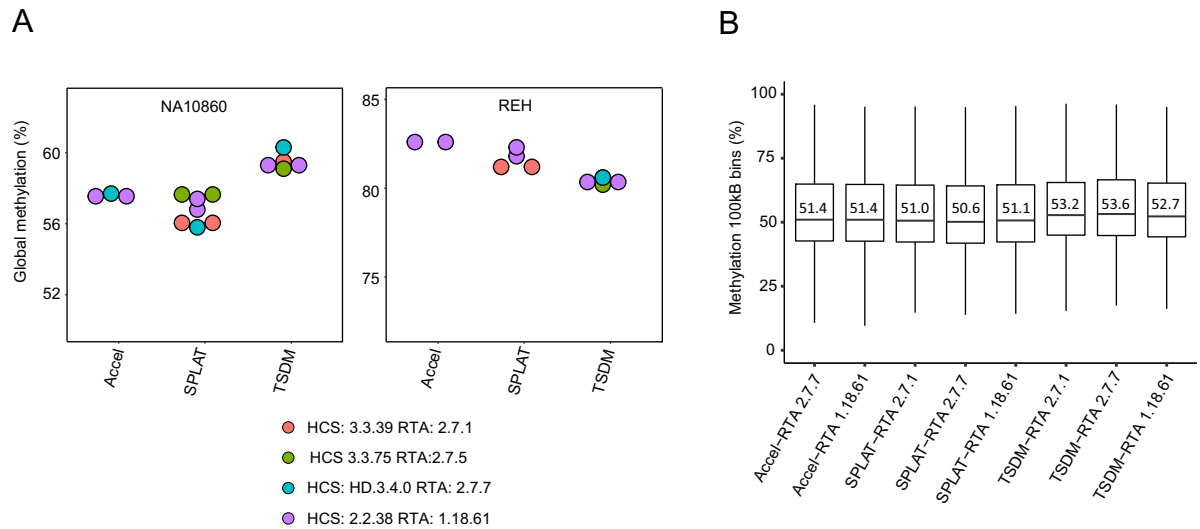 A
NA10860
REH
Global methylation (%)
60
56
52
85
80
75
Accel
SPLAT
TSDM
Accel
SPLAT
TSDM
HCS: 3.3.39 RTA: 2.7.1
HCS 3.3.75 RTA:2.7.5
HCS: HD.3.4.0 RTA: 2.7.7
HCS: 2.2.38 RTA: 1.18.61
B
Methylation 100kB bins (%)
100
75
50
25
0
51.4
51.4
51.0
50.6
51.1
53.2
53.6
52.7
Accel−RTA 2.7.7
Accel−RTA 1.18.61
SPLAT−RTA 2.7.1
SPLAT−RTA 2.7.7
SPLAT−RTA 1.18.61
TSDM−RTA 2.7.1
TSDM−RTA 2.7.7
TSDM−RTA 1.18.61